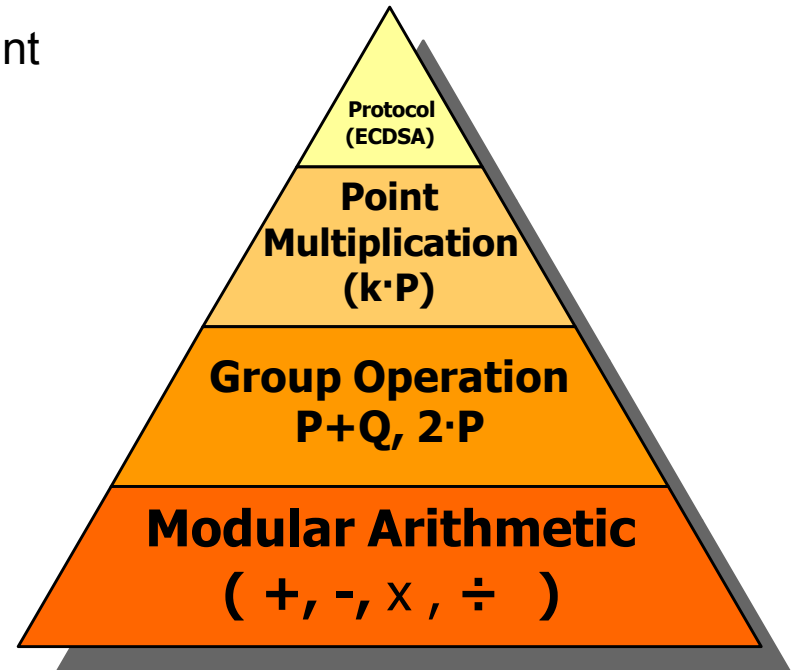 nt
Protocol
(ECDSA)
Point
Multiplication
(k·P)
Group Operation
P+Q, 2·P
Modular Arithmetic
( +, -, x , ÷ )